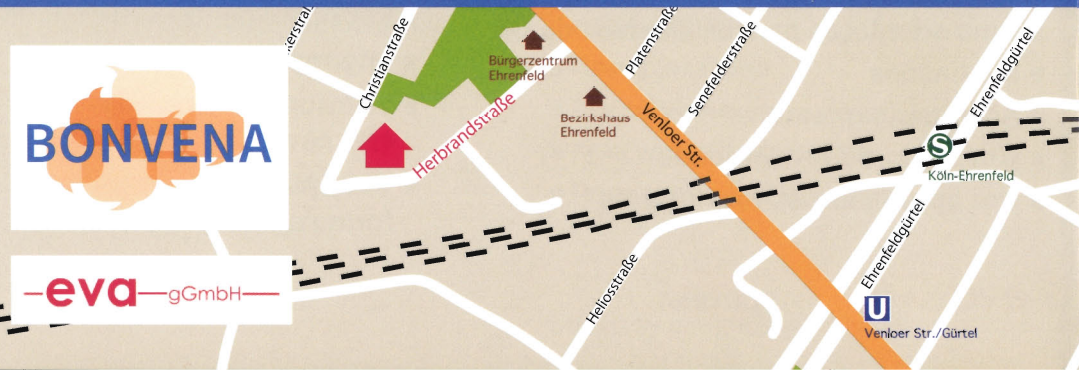 kerstraß
Christianstraße
Bürgerzentrum
Ehrenfeld
Platenstraße
Senefelderstraße
Ehrenfeldgürtel
BONVENA
Herbrandstraße
Bezirkshaus
Ehrenfeld
Venloer Str.
S
Köln-Ehrenfeld
eva
gGmbH
Heliosstraße
Ehrenfeldgürtel
U
Venloer Str./Gürtel